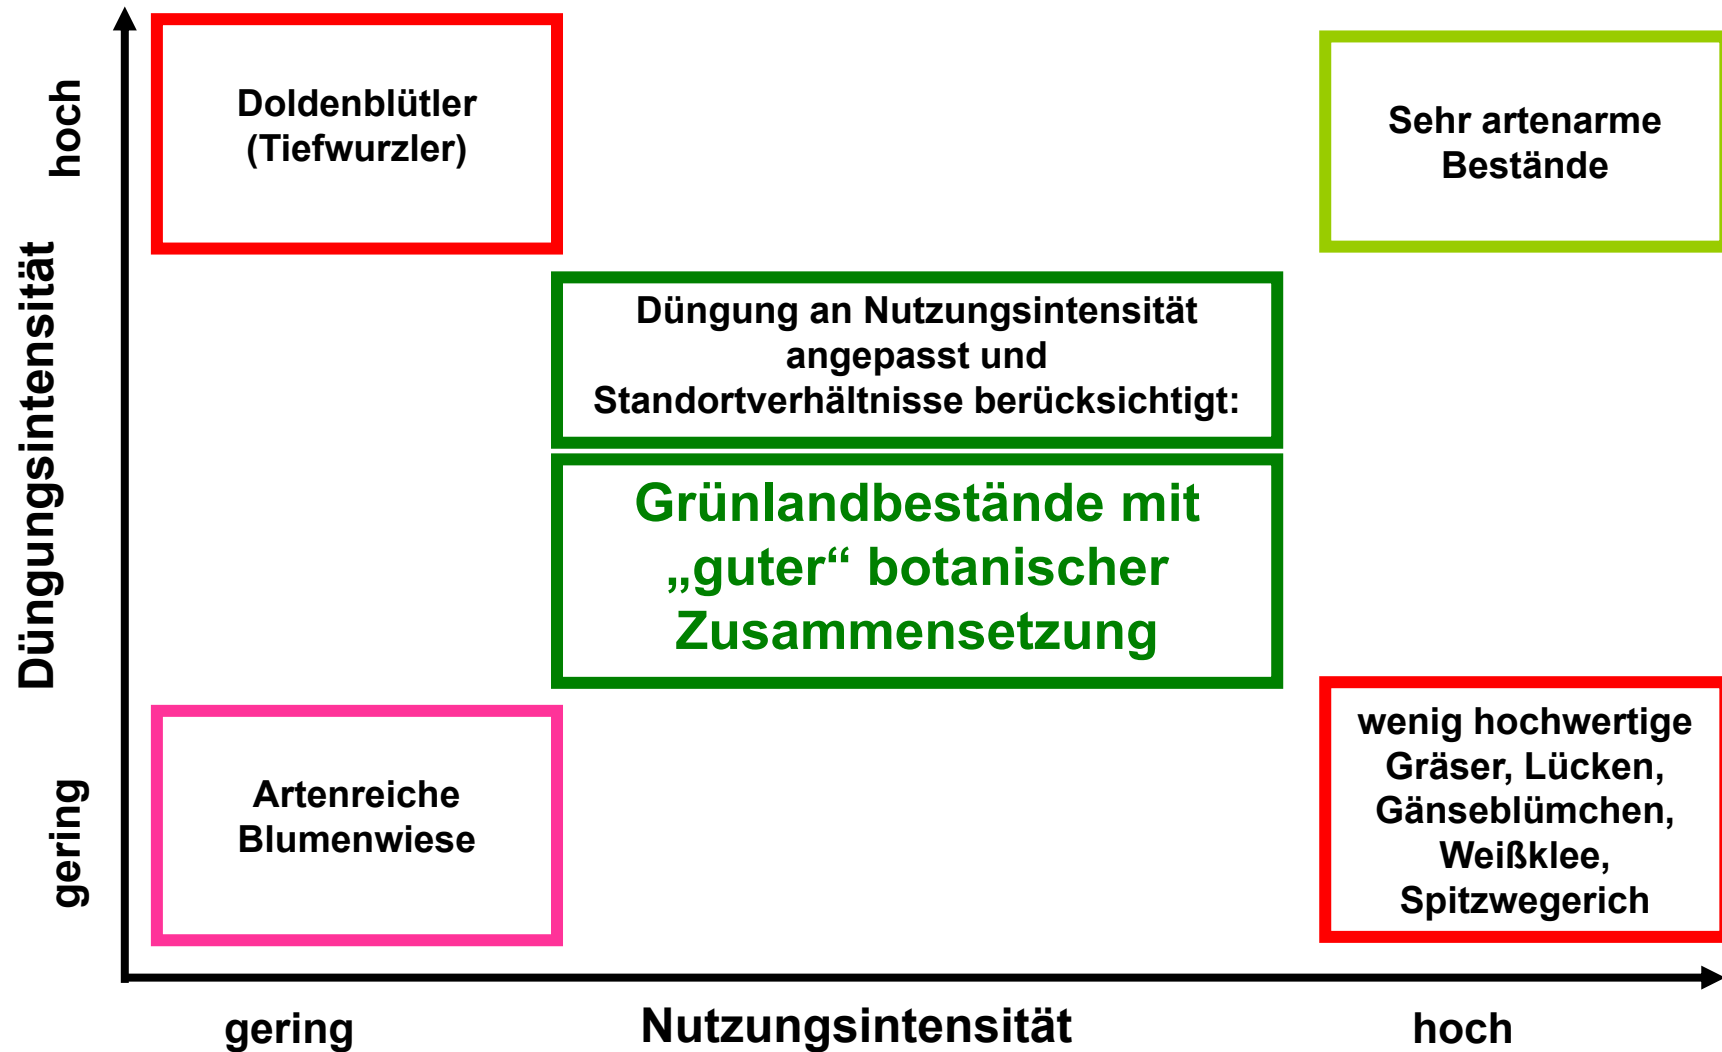 hoch
Düngungsintensität
gering
Doldenblütler
(Tiefwurzler)
Sehr artenarme
Bestände
Düngung an Nutzungsintensität
angepasst und
Standortverhältnisse berücksichtigt:
Grünlandbestände mit
„guter“ botanischer
Zusammensetzung
Artenreiche
Blumenwiese
wenig hochwertige
Gräser, Lücken,
Gänseblümchen,
Weißklee,
Spitzwegerich
gering
Nutzungsintensität
hoch